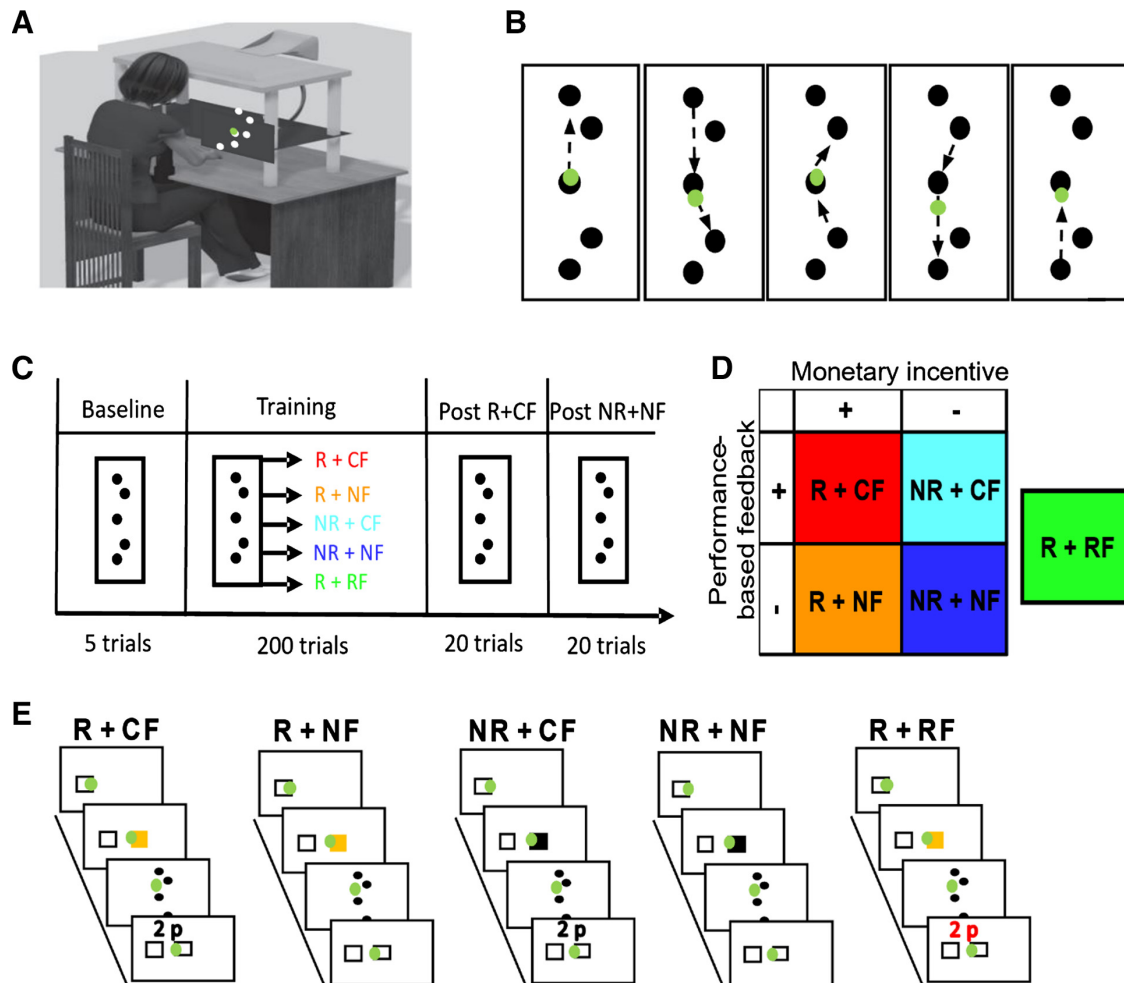 A
B
C
Baseline
Training
Post R+CF
Post NR+NF
R + CF
R + NF
NR + CF
NR + NF
R + RF
5 trials
200 trials
20 trials
20 trials
D
Monetary incentive
+
-
Performance-
based feedback
+
R + CF
NR + CF
-
R + NF
NR + NF
R + RF
E
R + CF
R + NF
NR + CF
NR + NF
R + RF
2 p
2 p
2 p